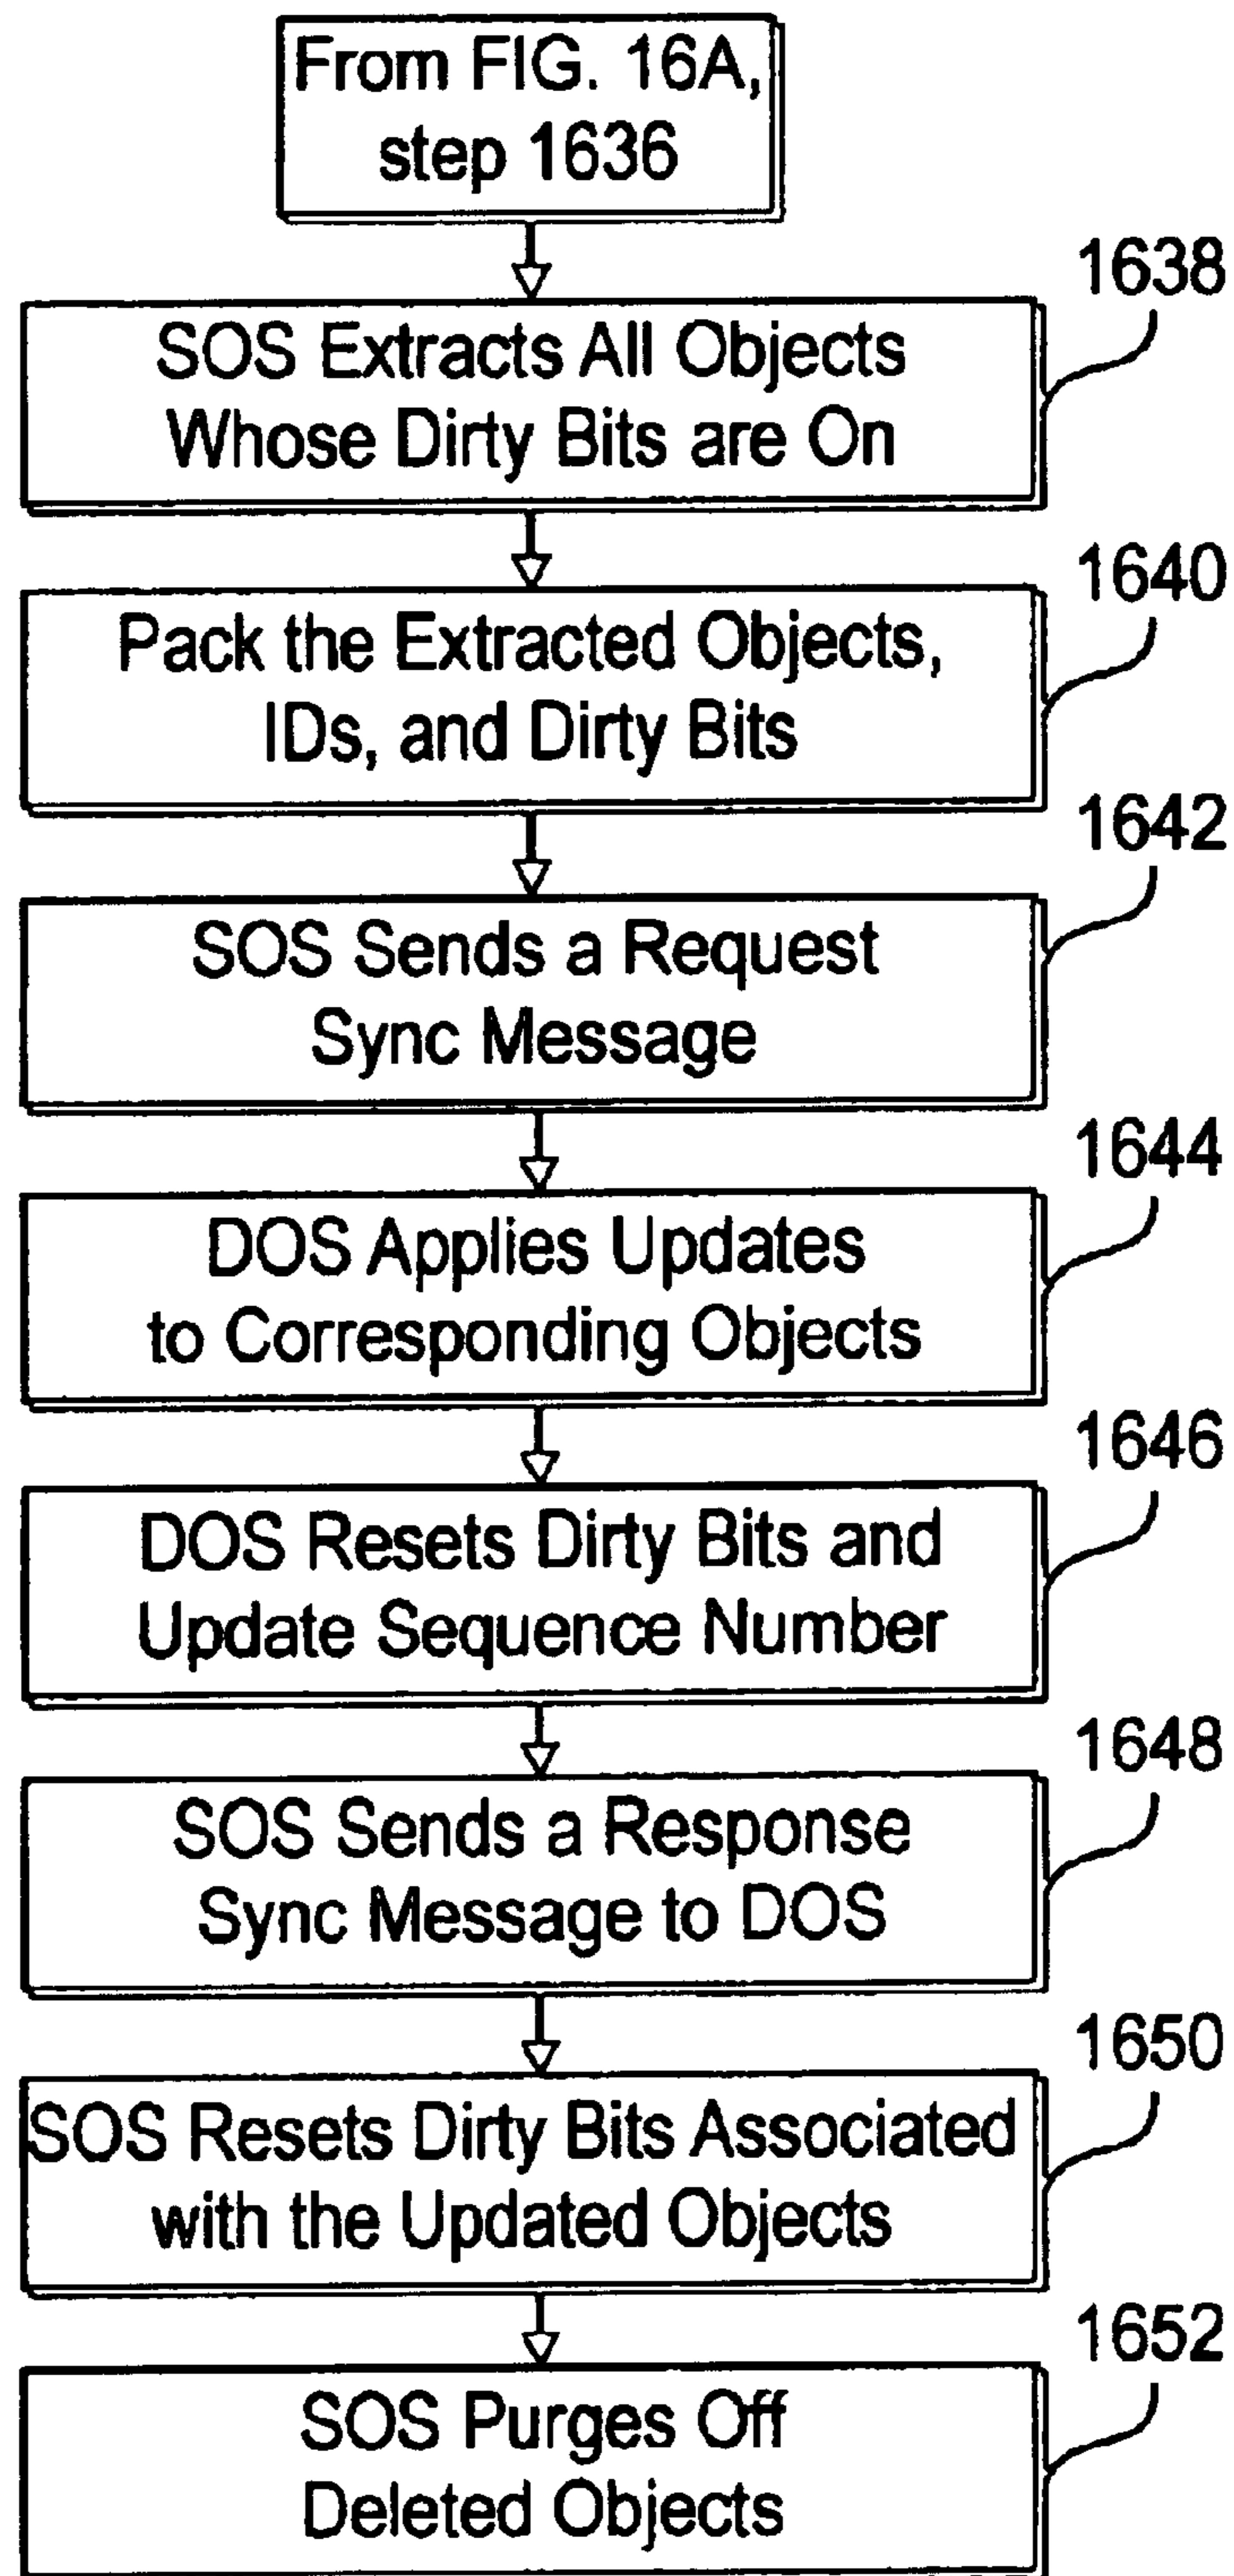 From FIG. 16A,
step 1636
1638
SOS Extracts All Objects
Whose Dirty Bits are On
1640
Pack the Extracted Objects,
IDs, and Dirty Bits
1642
SOS Sends a Request
Sync Message
1644
DOS Applies Updates
to Corresponding Objects
1646
DOS Resets Dirty Bits and
Update Sequence Number
1648
SOS Sends a Response
Sync Message to DOS
1650
SOS Resets Dirty Bits Associated
with the Updated Objects
1652
SOS Purges Off
Deleted Objects